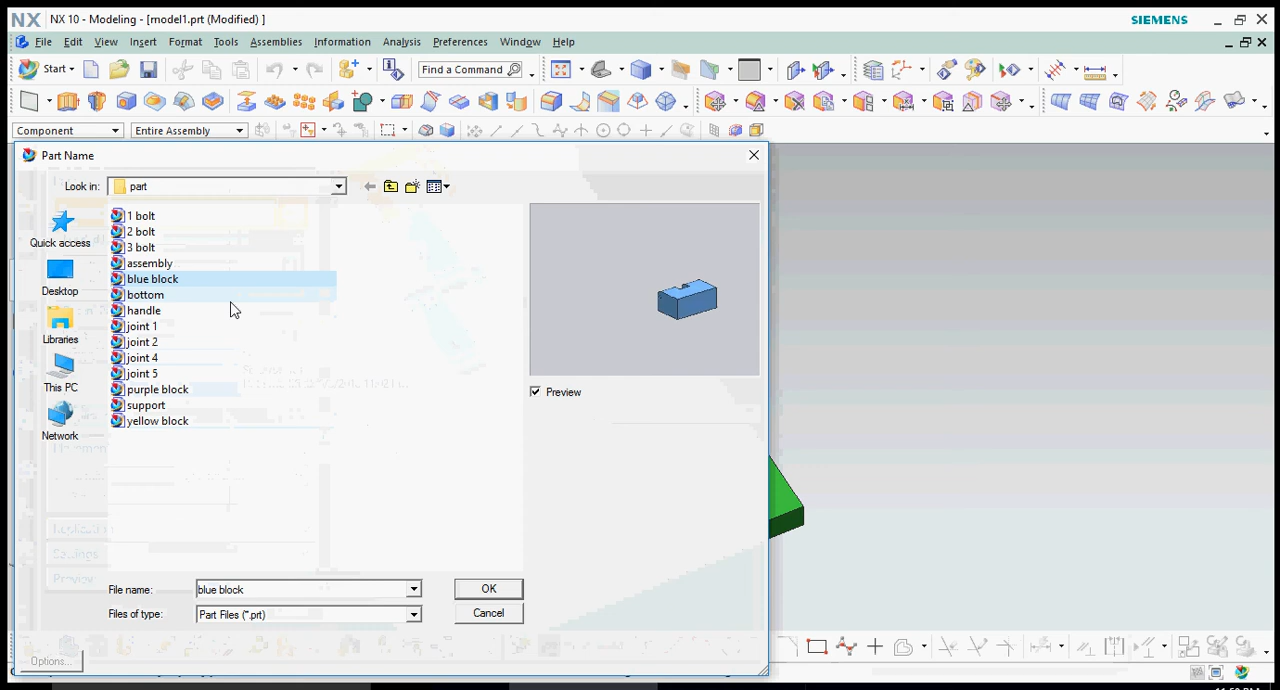 NX NX 10 - Modeling - [model1.prt (Modified) ] SIEMENS
File Edit View Insert Format Tools Assemblies Information Analysis Preferences Window Help
Start Find a Command
Component Entire Assembly
Part Name
Look in: part
Quick access
Desktop
Libraries
This PC
Network
1 bolt
2 bolt
3 bolt
assembly
blue block
bottom
handle
joint 1
joint 2
joint 4
joint 5
purple block
support
yellow block
Preview
File name: blue block OK
Files of type: Part Files (*.prt) Cancel
Options...
Settings
Preview